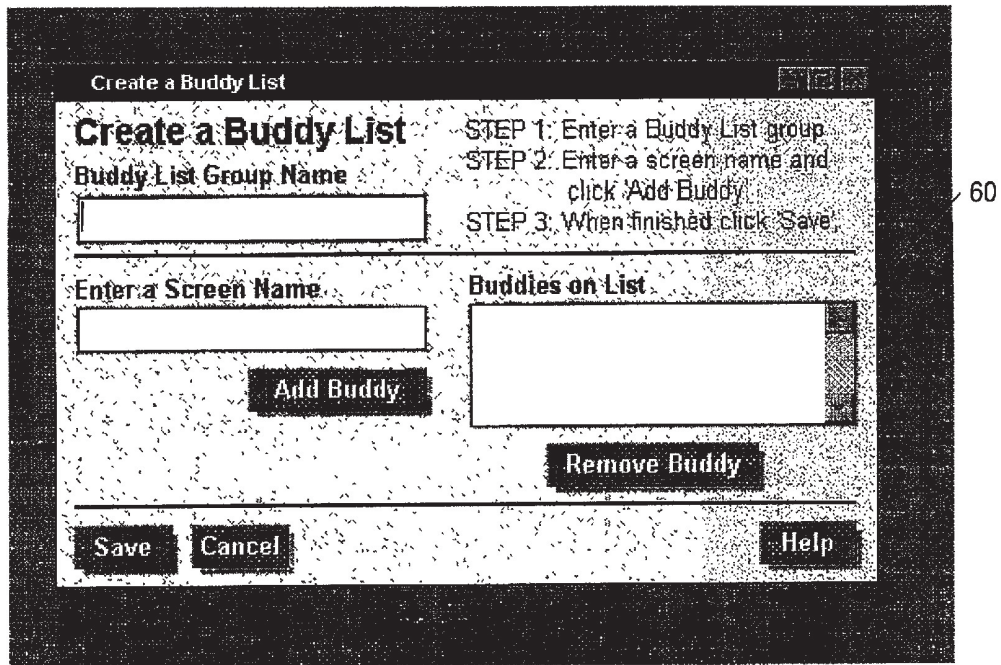 Create a Buddy List
Create a Buddy List
Buddy List Group Name
STEP 1: Enter a Buddy List group
STEP 2: Enter a screen name and
click 'Add Buddy'
STEP 3: When finished click 'Save'
60
Enter a Screen Name
Buddies on List
Add Buddy
Remove Buddy
Save
Cancel
Help